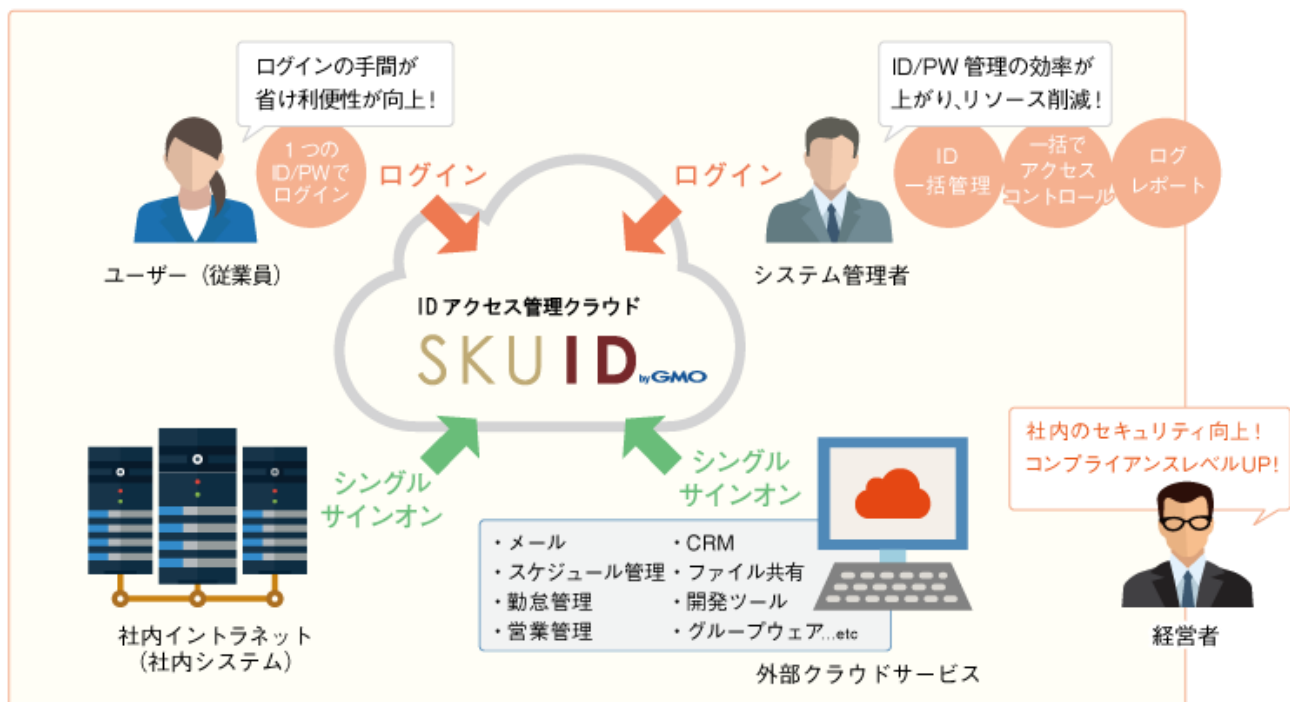 ログインの手間が
省け利便性が向上！
1つの
ID/PWで
ログイン
ログイン
ユーザー（従業員）
ID/PW 管理の効率が
上がり、リソース削減！
ログイン
ID
一括管理
一括で
アクセス
コントロール
ログ
レポート
システム管理者
IDアクセス管理クラウド
SKUID byGMO
シングル
サインオン
社内イントラネット
（社内システム）
シングル
サインオン
・メール
・スケジュール管理
・勤怠管理
・営業管理
・CRM
・ファイル共有
・開発ツール
・グループウェア...etc
外部クラウドサービス
社内のセキュリティ向上！
コンプライアンスレベルUP！
経営者